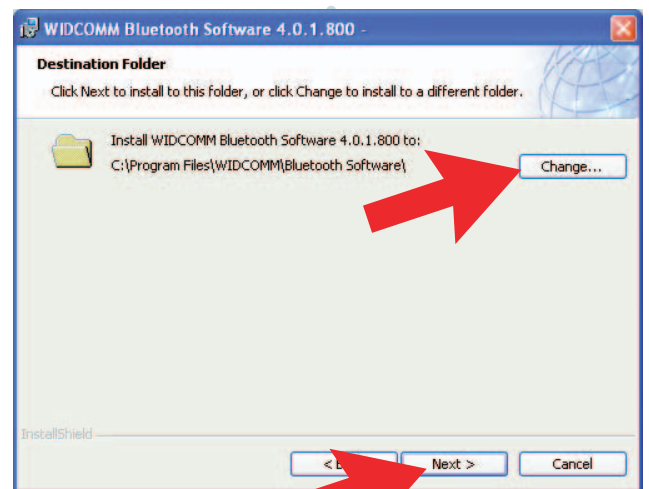 WIDCOMM Bluetooth Software 4.0.1.800 -
Destination Folder
Click Next to install to this folder, or click Change to install to a different folder.
Install WIDCOMM Bluetooth Software 4.0.1.800 to:
C:\Program Files\WIDCOMM\Bluetooth Software\
Change...
InstallShield
< Next > Cancel